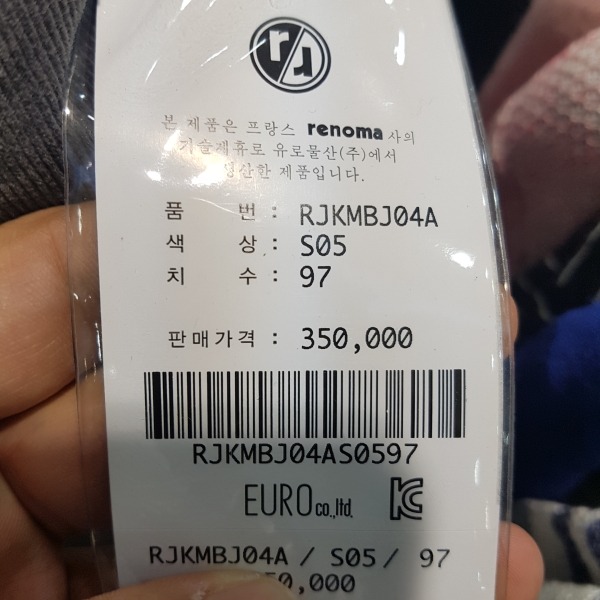 본 제품은 프랑스 renoma 사의
기술제휴로 유로물산(주)에서
생산한 제품입니다.
품 번 : RJKMBJ04A
색 상 : S05
치 수 : 97
판매가격 : 350,000
RJKMBJ04AS0597
EURO co.,ltd.
RJKMBJ04A / S05 / 97